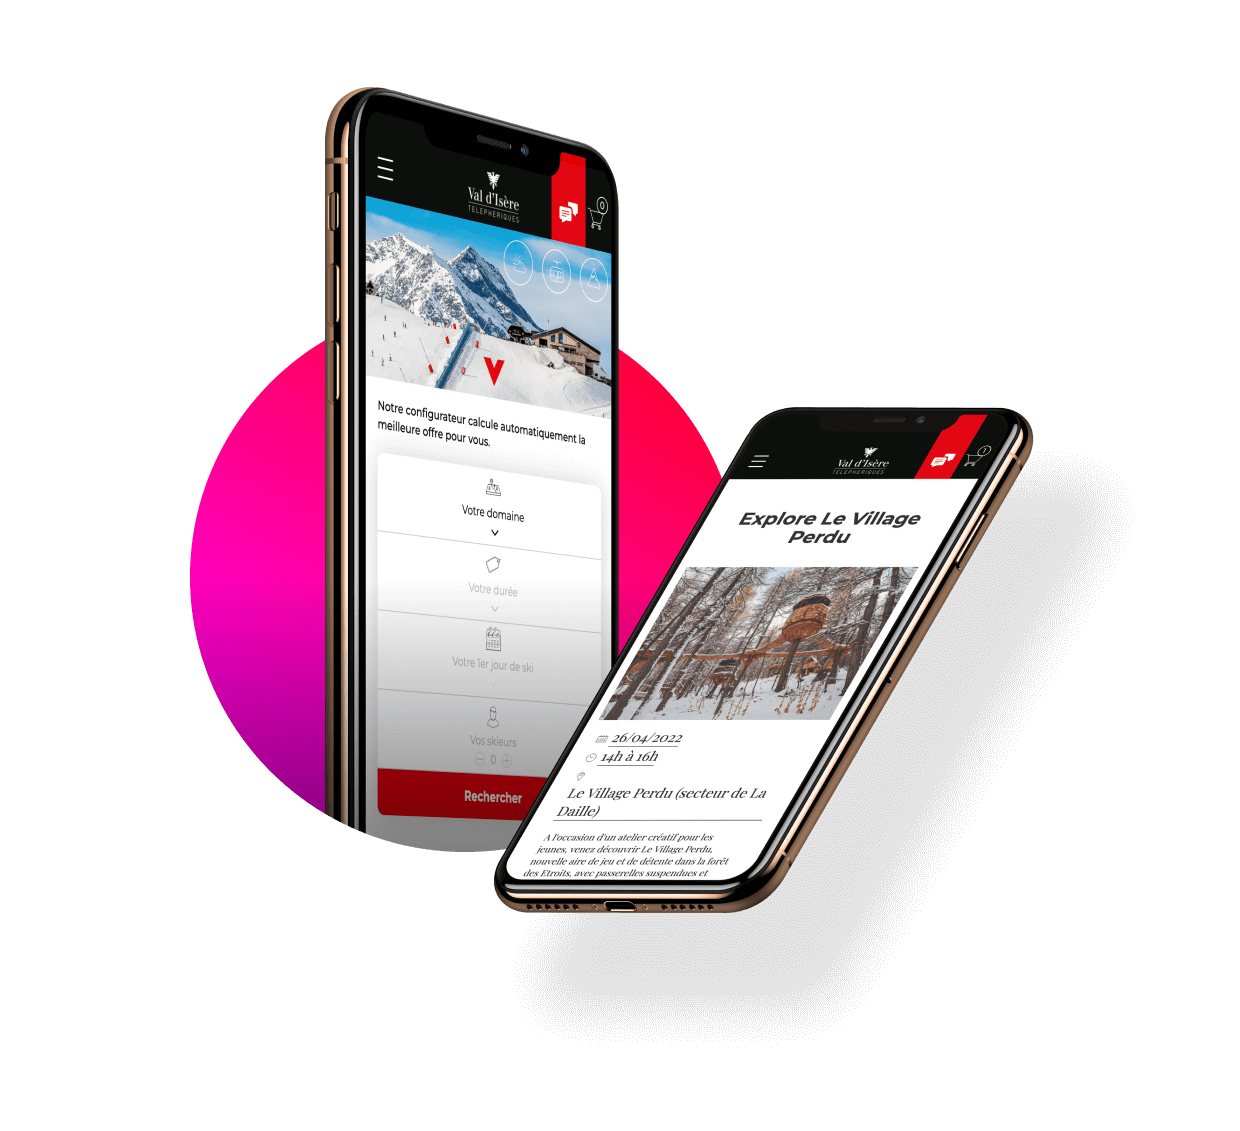 Val d'Isère
TELEPHERIQUES
0
Notre configurateur calcule automatiquement la
meilleure offre pour vous.
Votre domaine
Votre durée
Votre 1er jour de ski
Vos skieurs
0
Rechercher
Val d'Isère
TELEPHERIQUES
Explore Le Village
Perdu
26/04/2022
14h à 16h
Le Village Perdu (secteur de La
Daille)
A l'occasion d'un atelier créatif pour les
jeunes, venez découvrir Le Village Perdu,
nouvelle aire de jeu et de détente dans la forêt
des Etroits, avec passerelles suspendues et